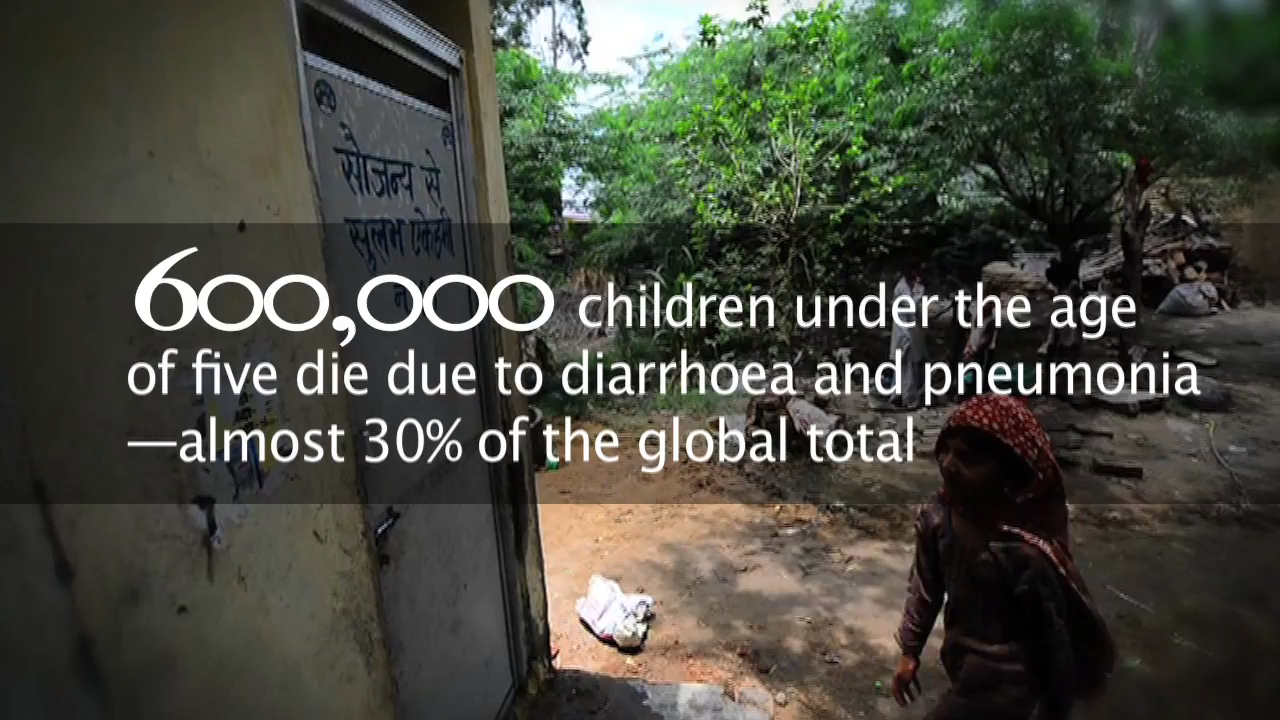 सौजन्य से
सुलभ
600,000 children under the age
of five die due to diarrhoea and pneumonia
—almost 30% of the global total